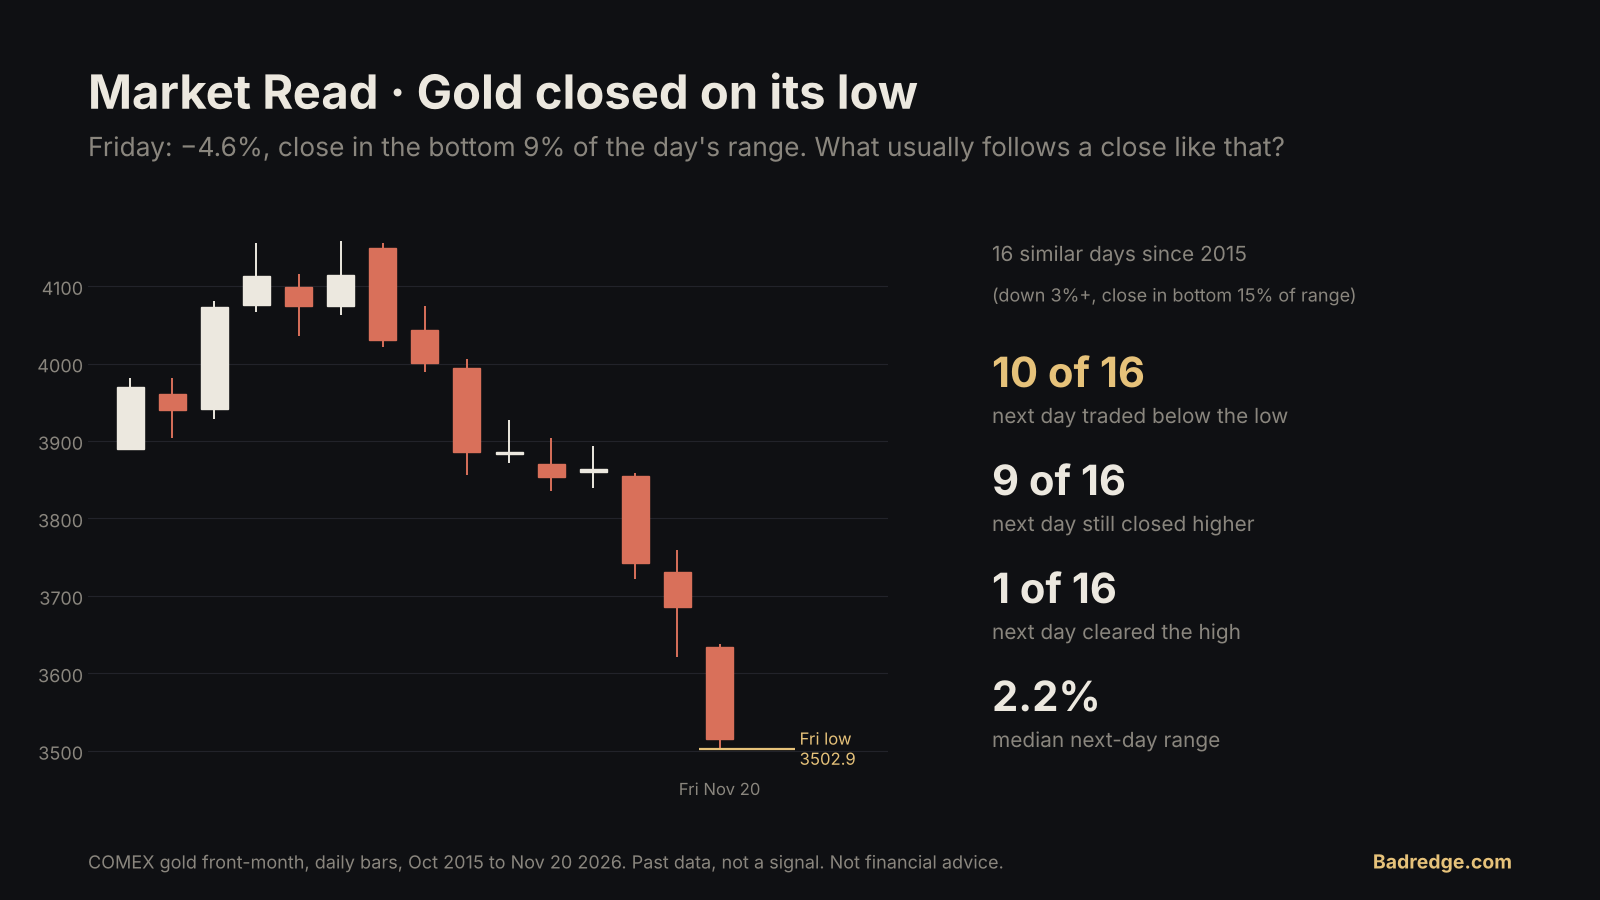 Market Read · Gold closed on its low
Friday: −4.6%, close in the bottom 9% of the day's range. What usually follows a close like that?
4100
4000
3900
3800
3700
3600
3500
Fri low
3502.9
Fri Nov 20
16 similar days since 2015
(down 3%+, close in bottom 15% of range)
10 of 16
next day traded below the low
9 of 16
next day still closed higher
1 of 16
next day cleared the high
2.2%
median next-day range
COMEX gold front-month, daily bars, Oct 2015 to Nov 20 2026. Past data, not a signal. Not financial advice.
Badredge.com